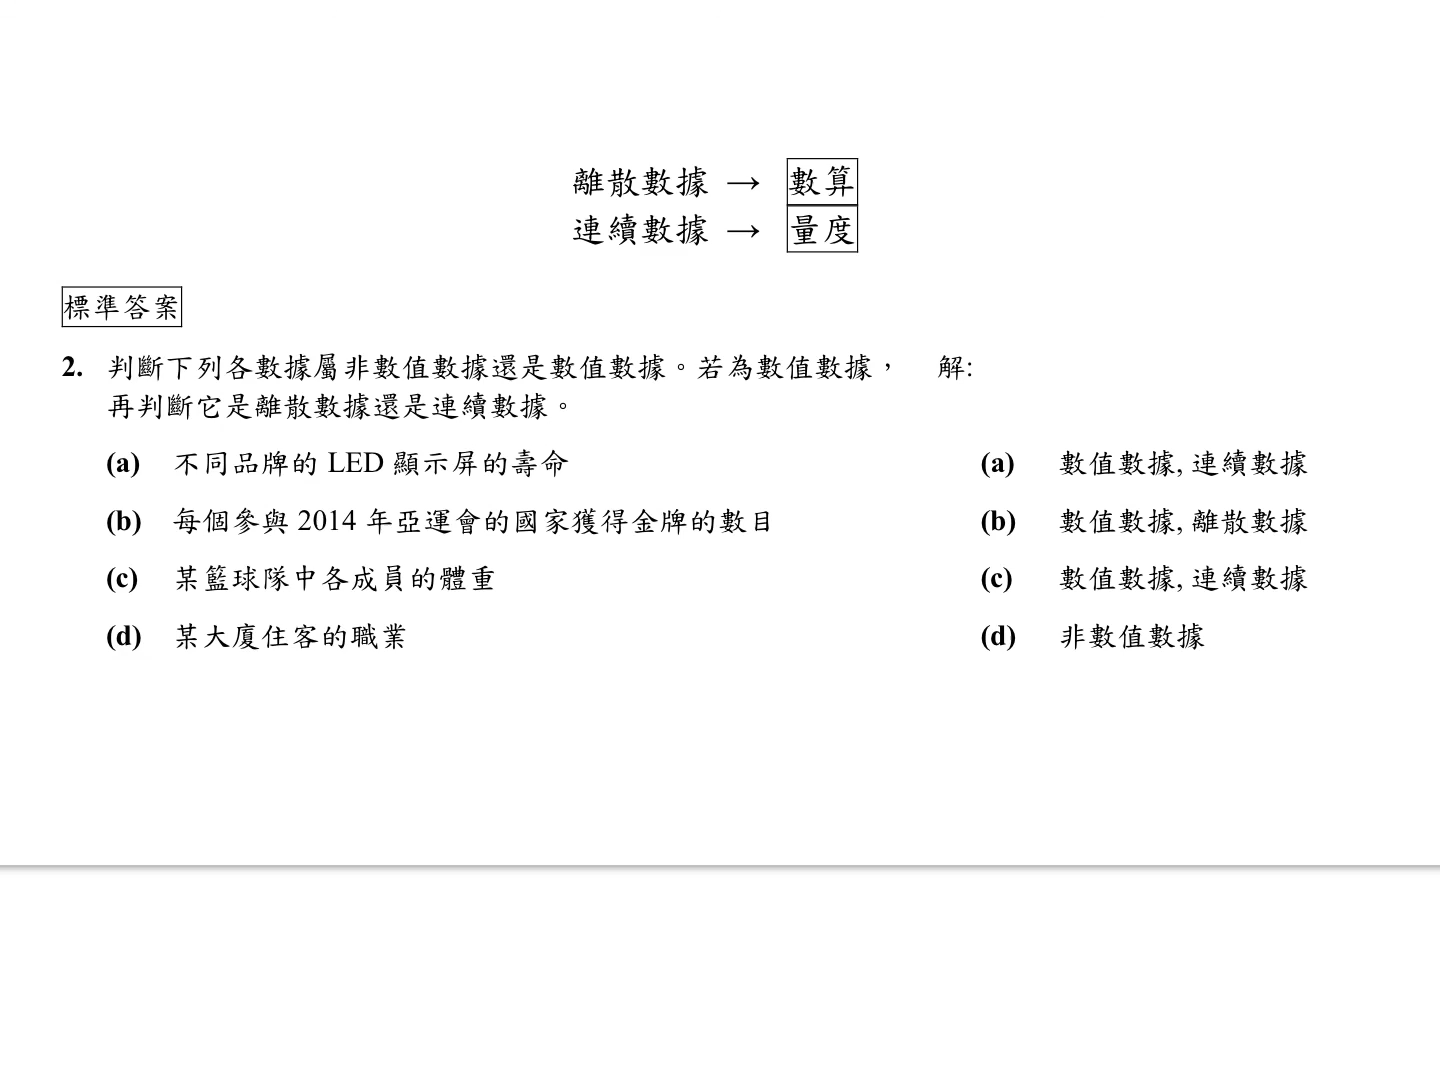 離散數據 → 數算
連續數據 → 量度
標準答案
2. 判斷下列各數據屬非數值數據還是數值數據。若為數值數據，
再判斷它是離散數據還是連續數據。
解:
(a) 不同品牌的 LED 顯示屏的壽命
(b) 每個參與 2014 年亞運會的國家獲得金牌的數目
(c) 某籃球隊中各成員的體重
(d) 某大廈住客的職業
(a) 數值數據, 連續數據
(b) 數值數據, 離散數據
(c) 數值數據, 連續數據
(d) 非數值數據